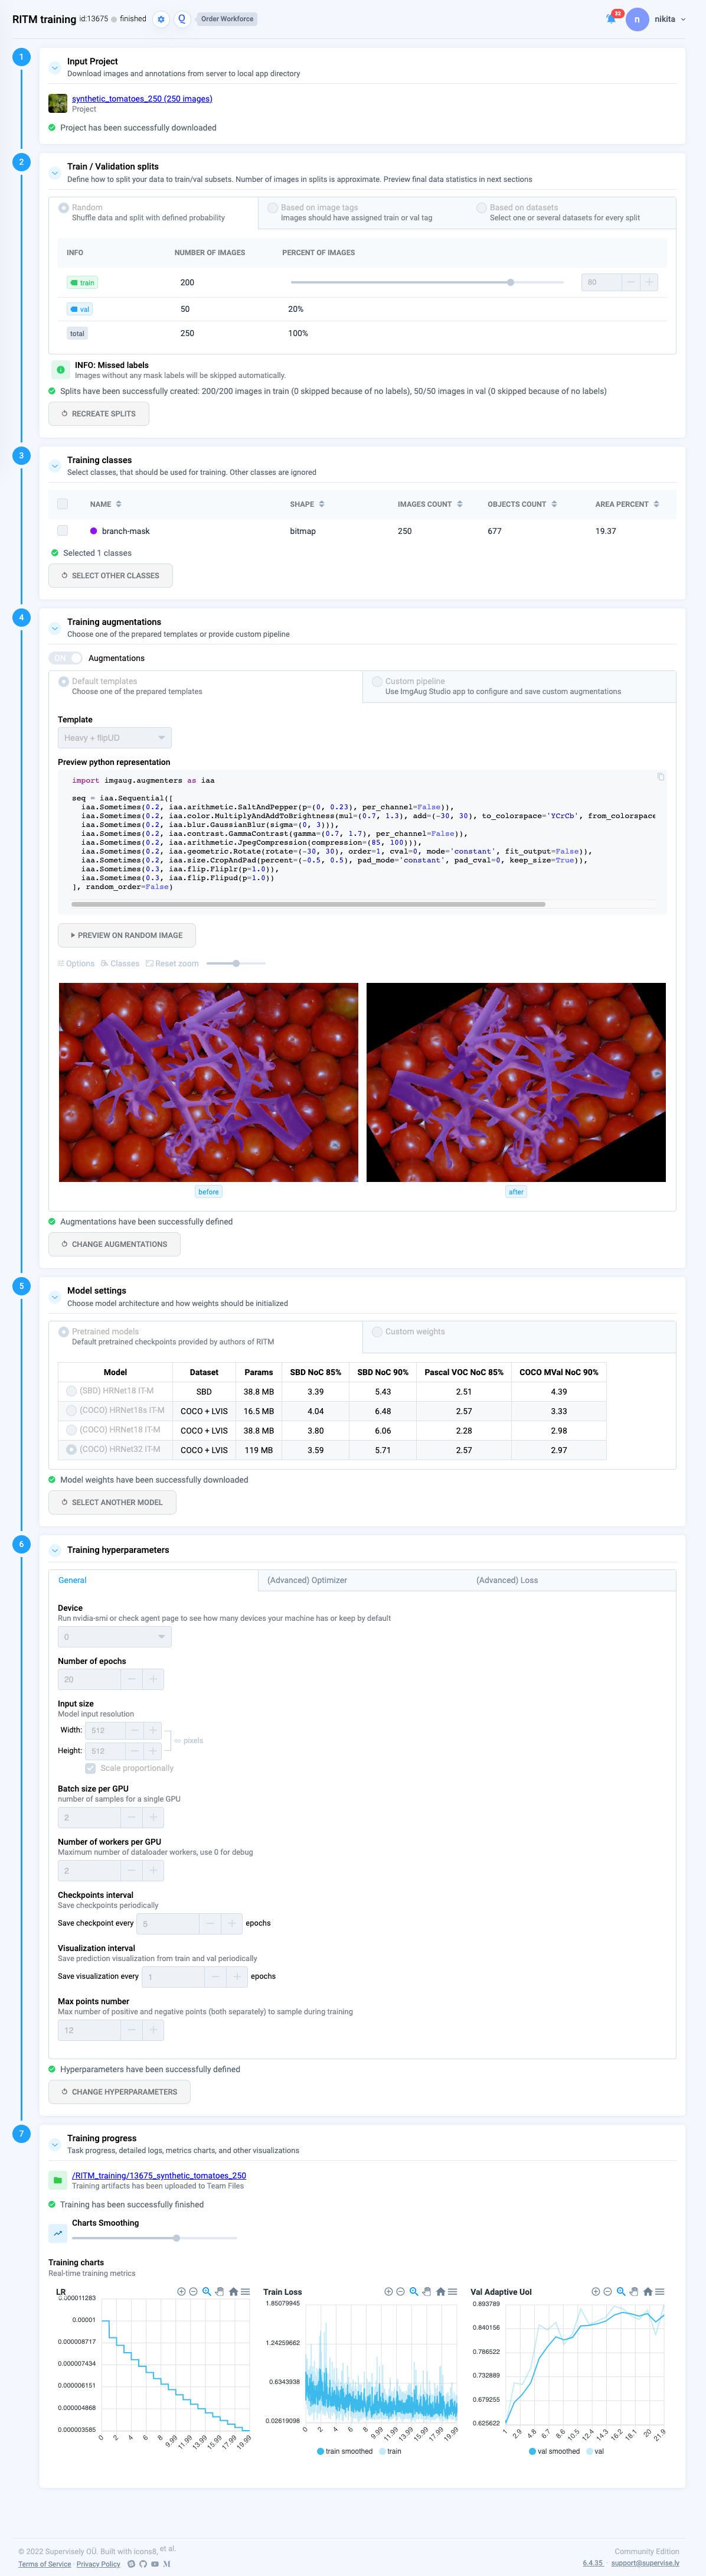 RITM training id:13675 finished Q Order Workforce 32 n nikita
1
Input Project
Download images and annotations from server to local app directory
synthetic_tomatoes_250 (250 images)
Project
Project has been successfully downloaded
2
Train / Validation splits
Define how to split your data to train/val subsets. Number of images in splits is approximate. Preview final data statistics in next sections
Random
Shuffle data and split with defined probability
Based on image tags
Images should have assigned train or val tag
Based on datasets
Select one or several datasets for every split
INFO NUMBER OF IMAGES PERCENT OF IMAGES
train 200 80
val 50 20%
total 250 100%
INFO: Missed labels
Images without any mask labels will be skipped automatically.
Splits have been successfully created: 200/200 images in train (0 skipped because of no labels), 50/50 images in val (0 skipped because of no labels)
RECREATE SPLITS
3
Training classes
Select classes, that should be used for training. Other classes are ignored
NAME SHAPE IMAGES COUNT OBJECTS COUNT AREA PERCENT
branch-mask bitmap 250 677 19.37
Selected 1 classes
SELECT OTHER CLASSES
4
Training augmentations
Choose one of the prepared templates or provide custom pipeline
ON Augmentations
Default templates
Choose one of the prepared templates
Custom pipeline
Use ImgAug Studio app to configure and save custom augmentations
Template
Heavy + flipUD
Preview python representation
import imgaug.augmenters as iaa
seq = iaa.Sequential([
iaa.Sometimes(0.2, iaa.arithmetic.SaltAndPepper(p=(0, 0.23), per_channel=False)),
iaa.Sometimes(0.2, iaa.color.MultiplyAndAddToBrightness(mul=(0.7, 1.3), add=(-30, 30), to_colorspace='YCrCb', from_colorspace
iaa.Sometimes(0.2, iaa.blur.GaussianBlur(sigma=(0, 3))),
iaa.Sometimes(0.2, iaa.contrast.GammaContrast(gamma=(0.7, 1.7), per_channel=False)),
iaa.Sometimes(0.2, iaa.arithmetic.JpegCompression(compression=(85, 100))),
iaa.Sometimes(0.2, iaa.geometric.Rotate(rotate=(-30, 30), order=1, cval=0, mode='constant', fit_output=False)),
iaa.Sometimes(0.2, iaa.size.CropAndPad(percent=(-0.5, 0.5), pad_mode='constant', pad_cval=0, keep_size=True)),
iaa.Sometimes(0.3, iaa.flip.Fliplr(p=1.0)),
iaa.Sometimes(0.3, iaa.flip.Flipud(p=1.0))
], random_order=False)
PREVIEW ON RANDOM IMAGE
Options Classes Reset zoom
before after
Augmentations have been successfully defined
CHANGE AUGMENTATIONS
5
Model settings
Choose model architecture and how weights should be initialized
Pretrained models
Default pretrained checkpoints provided by authors of RITM
Custom weights
Model Dataset Params SBD NoC 85% SBD NoC 90% Pascal VOC NoC 85% COCO MVal NoC 90%
(SBD) HRNet18 IT-M SBD 38.8 MB 3.39 5.43 2.51 4.39
(COCO) HRNet18s IT-M COCO + LVIS 16.5 MB 4.04 6.48 2.57 3.33
(COCO) HRNet18 IT-M COCO + LVIS 38.8 MB 3.80 6.06 2.28 2.98
(COCO) HRNet32 IT-M COCO + LVIS 119 MB 3.59 5.71 2.57 2.97
Model weights have been successfully downloaded
SELECT ANOTHER MODEL
6
Training hyperparameters
General (Advanced) Optimizer (Advanced) Loss
Device
Run nvidia-smi or check agent page to see how many devices your machine has or keep by default
0
Number of epochs
20
Input size
Model input resolution
Width: 512
pixels
Height: 512
Scale proportionally
Batch size per GPU
number of samples for a single GPU
2
Number of workers per GPU
Maximum number of dataloader workers, use 0 for debug
2
Checkpoints interval
Save checkpoints periodically
Save checkpoint every 5 epochs
Visualization interval
Save prediction visualization from train and val periodically
Save visualization every 1 epochs
Max points number
Max number of positive and negative points (both separately) to sample during training
12
Hyperparameters have been successfully defined
CHANGE HYPERPARAMETERS
7
Training progress
Task progress, detailed logs, metrics charts, and other visualizations
/RITM_training/13675_synthetic_tomatoes_250
Training artifacts has been uploaded to Team Files
Training has been successfully finished
Charts Smoothing
Training charts
Real-time training metrics
LR
0.000011283
0.00001
0.000008717
0.000007434
0.000006151
0.000004868
0.000003585
0 2 4 6 8 9.99 11.99 13.99 15.99 17.99 19.99
Train Loss
1.85079945
1.24259662
0.6343938
0.02619098
0 2 4 6 8 9.99 11.99 13.99 15.99 17.99 19.99
train smoothed train
Val Adaptive UoI
0.893789
0.840156
0.786522
0.732889
0.679255
0.625622
1 2.9 4.8 6.7 8.6 10.5 12.4 14.3 16.2 18.1 20 21.9
val smoothed val
© 2022 Supervisely OÜ. Built with icons8, et al.
Community Edition
Terms of Service · Privacy Policy
6.4.35 · support@supervise.ly